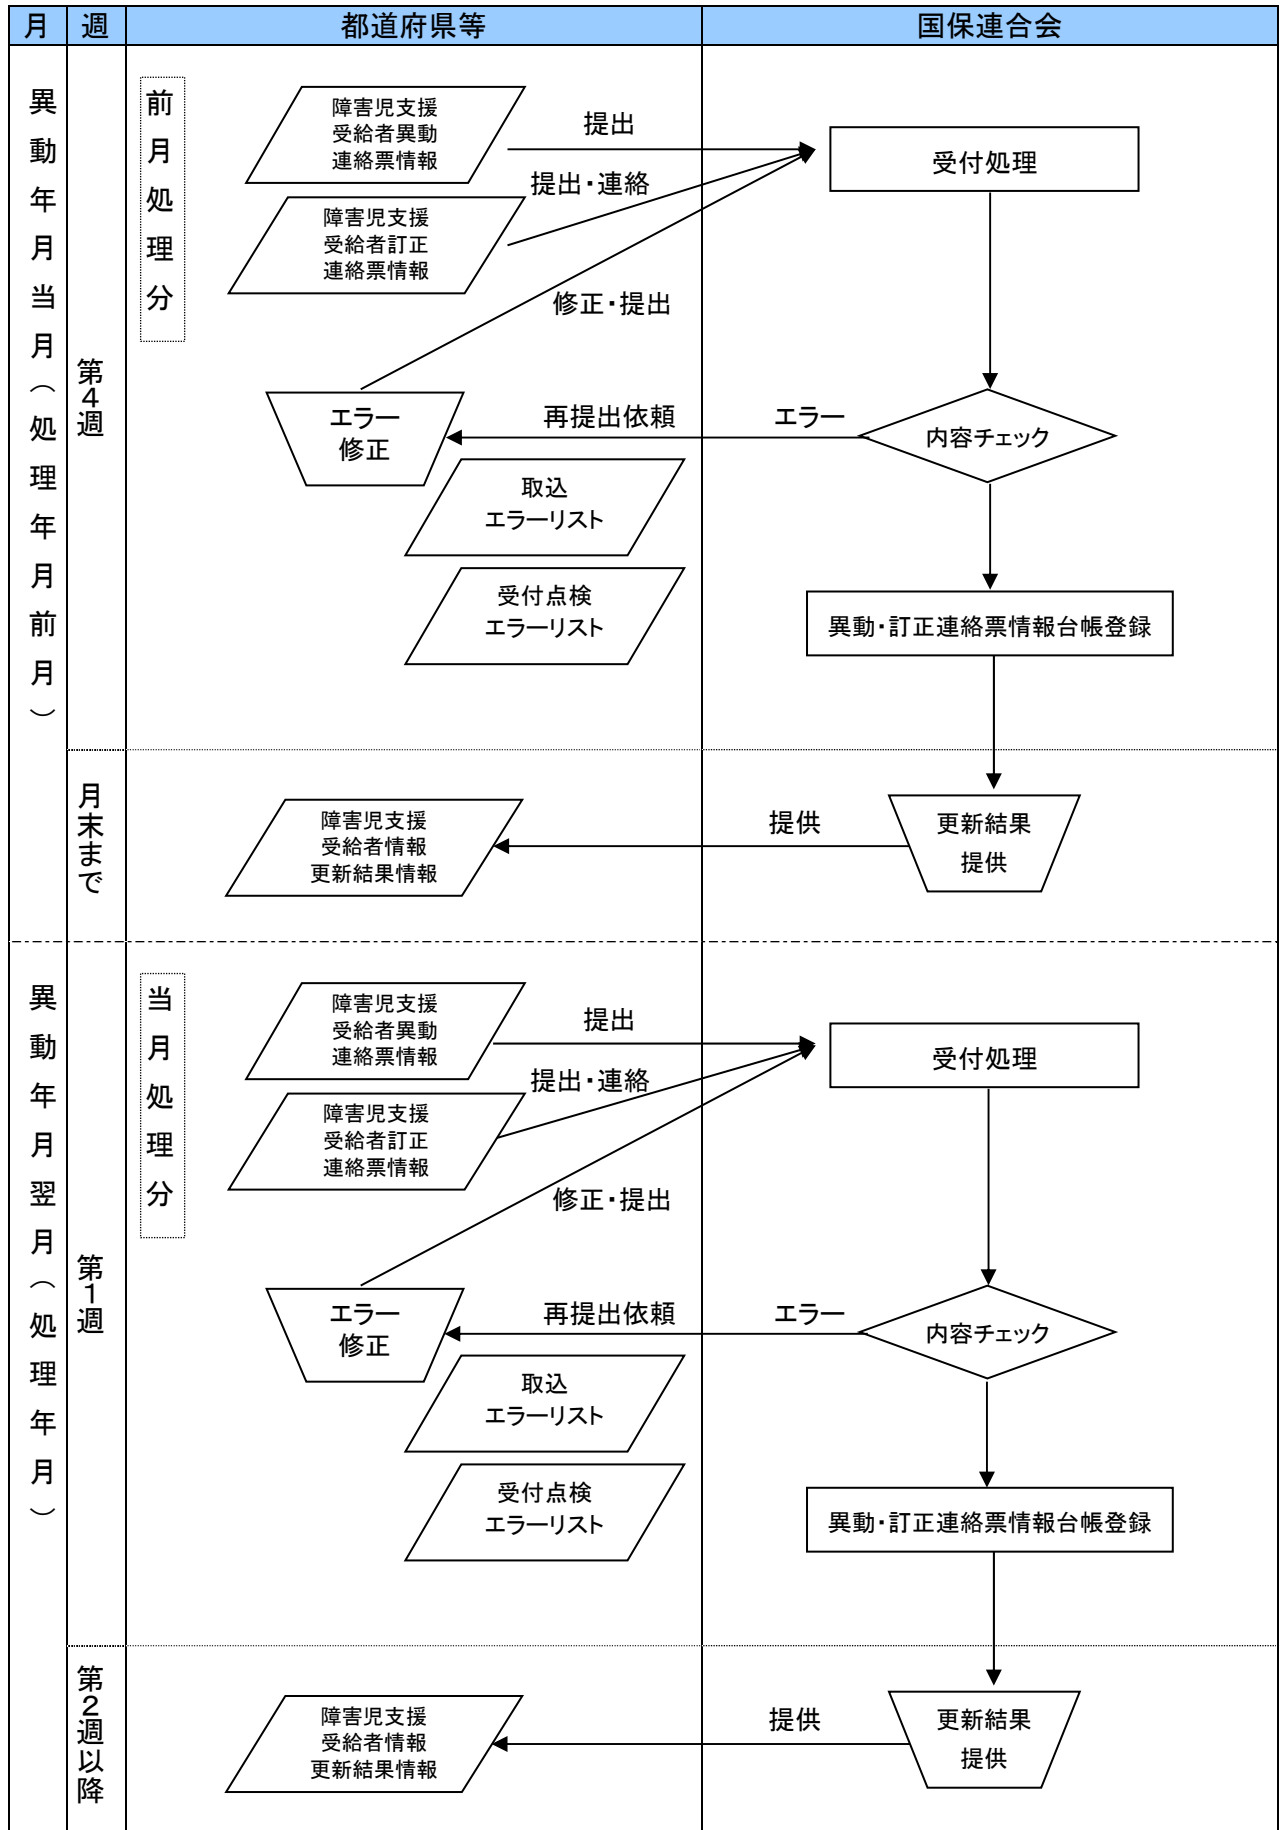 月 週 都道府県等 国保連合会
異動年月当月（処理年月前月）
第４週
前月処理分
障害児支援
受給者異動
連絡票情報
提出
障害児支援
受給者訂正
連絡票情報
提出・連絡
修正・提出
受付処理
エラー
修正
再提出依頼
エラー
内容チェック
取込
エラーリスト
受付点検
エラーリスト
異動・訂正連絡票情報台帳登録
月末まで
障害児支援
受給者情報
更新結果情報
提供
更新結果
提供
異動年月翌月（処理年月）
第１週
当月処理分
障害児支援
受給者異動
連絡票情報
提出
障害児支援
受給者訂正
連絡票情報
提出・連絡
修正・提出
受付処理
エラー
修正
再提出依頼
エラー
内容チェック
取込
エラーリスト
受付点検
エラーリスト
異動・訂正連絡票情報台帳登録
第２週以降
障害児支援
受給者情報
更新結果情報
提供
更新結果
提供